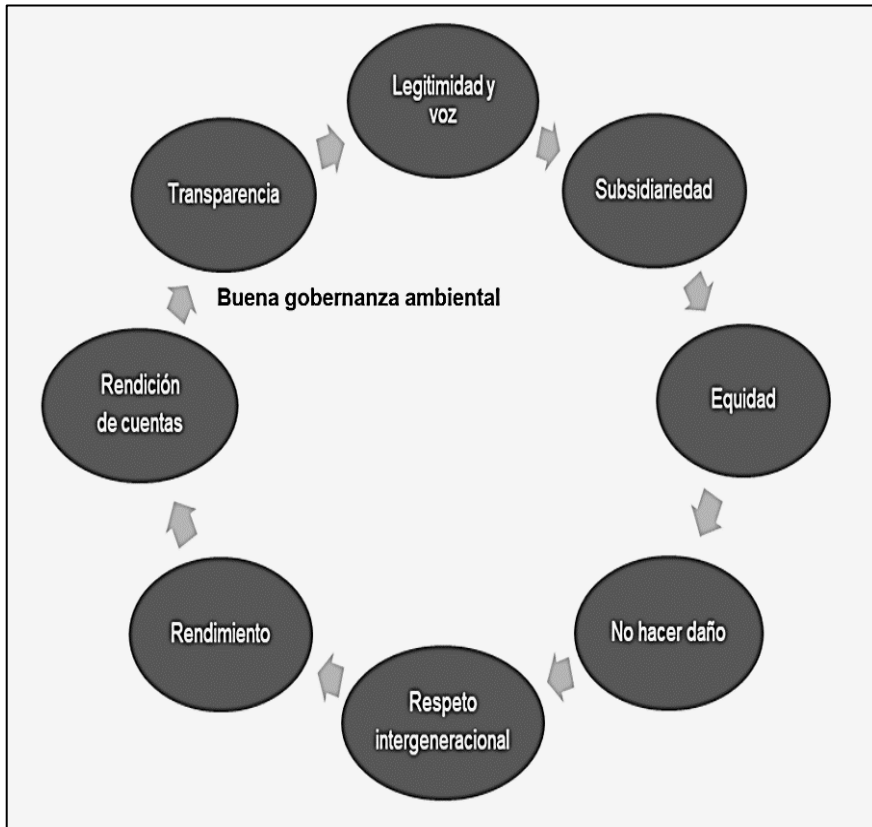 Legitimidad y
voz
Subsidiariedad
Equidad
No hacer daño
Respeto
intergeneracional
Rendimiento
Rendición
de cuentas
Transparencia
Buena gobernanza ambiental